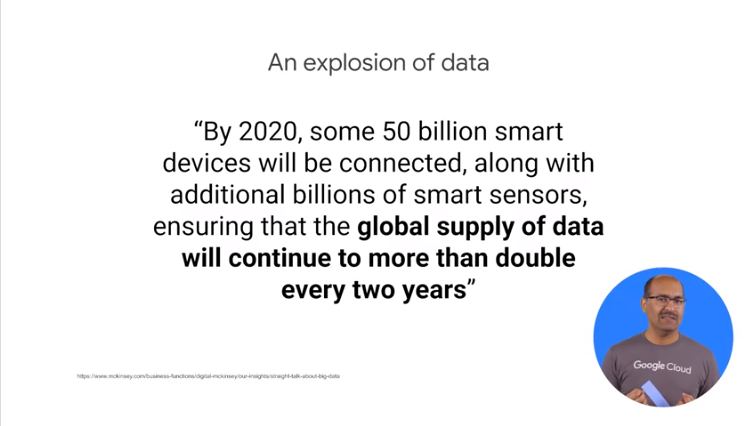 An explosion of data
“By 2020, some 50 billion smart
devices will be connected, along with
additional billions of smart sensors,
ensuring that the global supply of data
will continue to more than double
every two years”
Google Cloud
https://www.mckinsey.com/business-functions/digital-mckinsey/our-insights/straight-talk-about-big-data